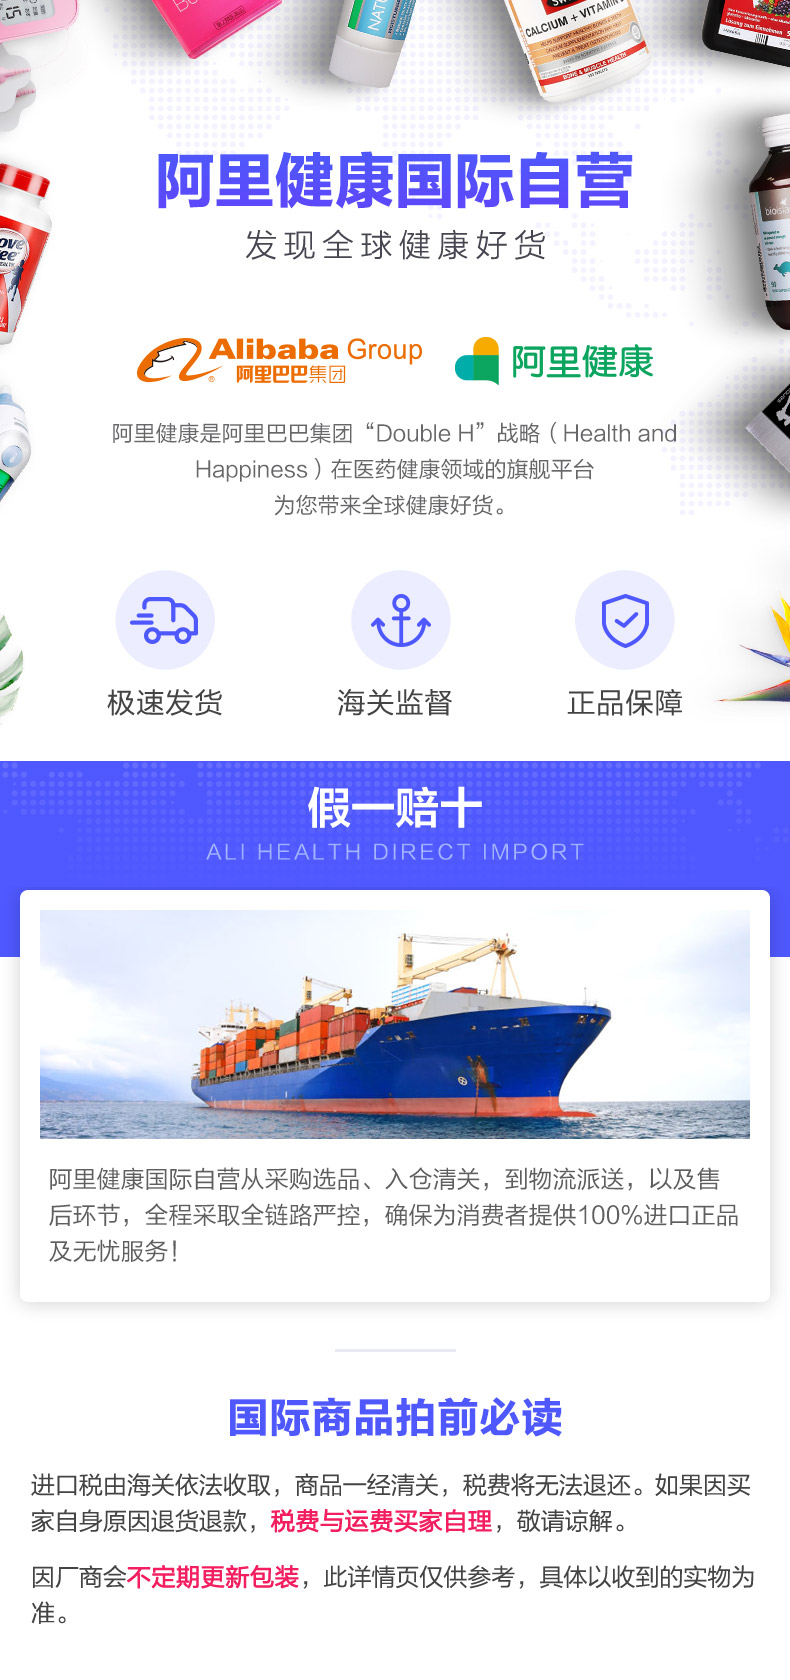 NATU
CALCIUM + VITAMIN
BONE & MUSCLE HEALTH
Lösung zum Einnehmen
阿里健康国际自营
发现全球健康好货
Alibaba Group
阿里巴巴集团
阿里健康
阿里健康是阿里巴巴集团“Double H”战略（Health and
Happiness）在医药健康领域的旗舰平台
为您带来全球健康好货。
极速发货
海关监督
正品保障
假一赔十
ALI HEALTH DIRECT IMPORT
阿里健康国际自营从采购选品、入仓清关，到物流派送，以及售
后环节，全程采取全链路严控，确保为消费者提供100%进口正品
及无忧服务！
国际商品拍前必读
进口税由海关依法收取，商品一经清关，税费将无法退还。如果因买
家自身原因退货退款，税费与运费买家自理，敬请谅解。
因厂商会不定期更新包装，此详情页仅供参考，具体以收到的实物为
准。